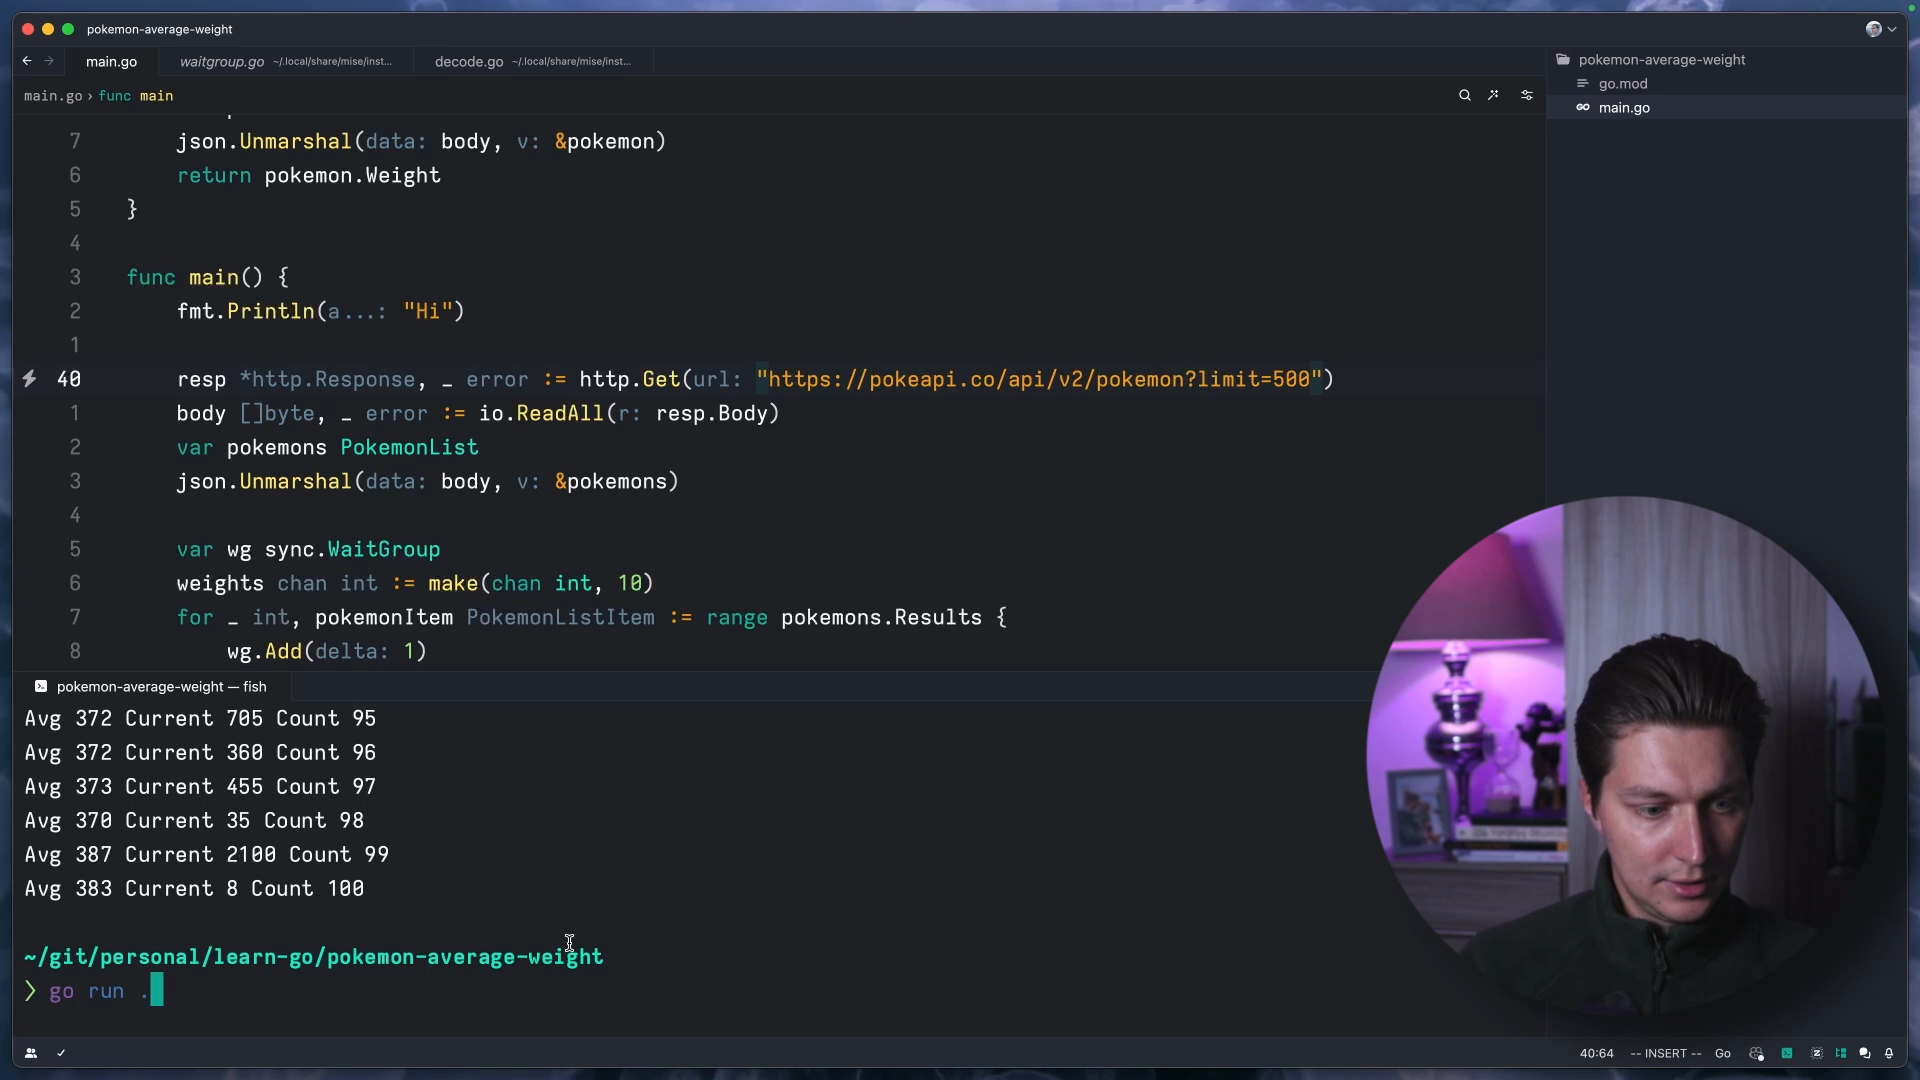 pokemon-average-weight
main.go
waitgroup.go ~/.local/share/mise/inst...
decode.go ~/.local/share/mise/inst...
main.go › func main
7 json.Unmarshal(data: body, v: &pokemon)
6 return pokemon.Weight
5 }
4
3 func main() {
2 fmt.Println(a...: "Hi")
1
40 resp *http.Response, _ error := http.Get(url: "https://pokeapi.co/api/v2/pokemon?limit=500")
1 body []byte, _ error := io.ReadAll(r: resp.Body)
2 var pokemons PokemonList
3 json.Unmarshal(data: body, v: &pokemons)
4
5 var wg sync.WaitGroup
6 weights chan int := make(chan int, 10)
7 for _ int, pokemonItem PokemonListItem := range pokemons.Results {
8 wg.Add(delta: 1)
pokemon-average-weight
go.mod
main.go
pokemon-average-weight — fish
Avg 372 Current 705 Count 95
Avg 372 Current 360 Count 96
Avg 373 Current 455 Count 97
Avg 370 Current 35 Count 98
Avg 387 Current 2100 Count 99
Avg 383 Current 8 Count 100
~/git/personal/learn-go/pokemon-average-weight
❯ go run .
40:64 -- INSERT -- Go